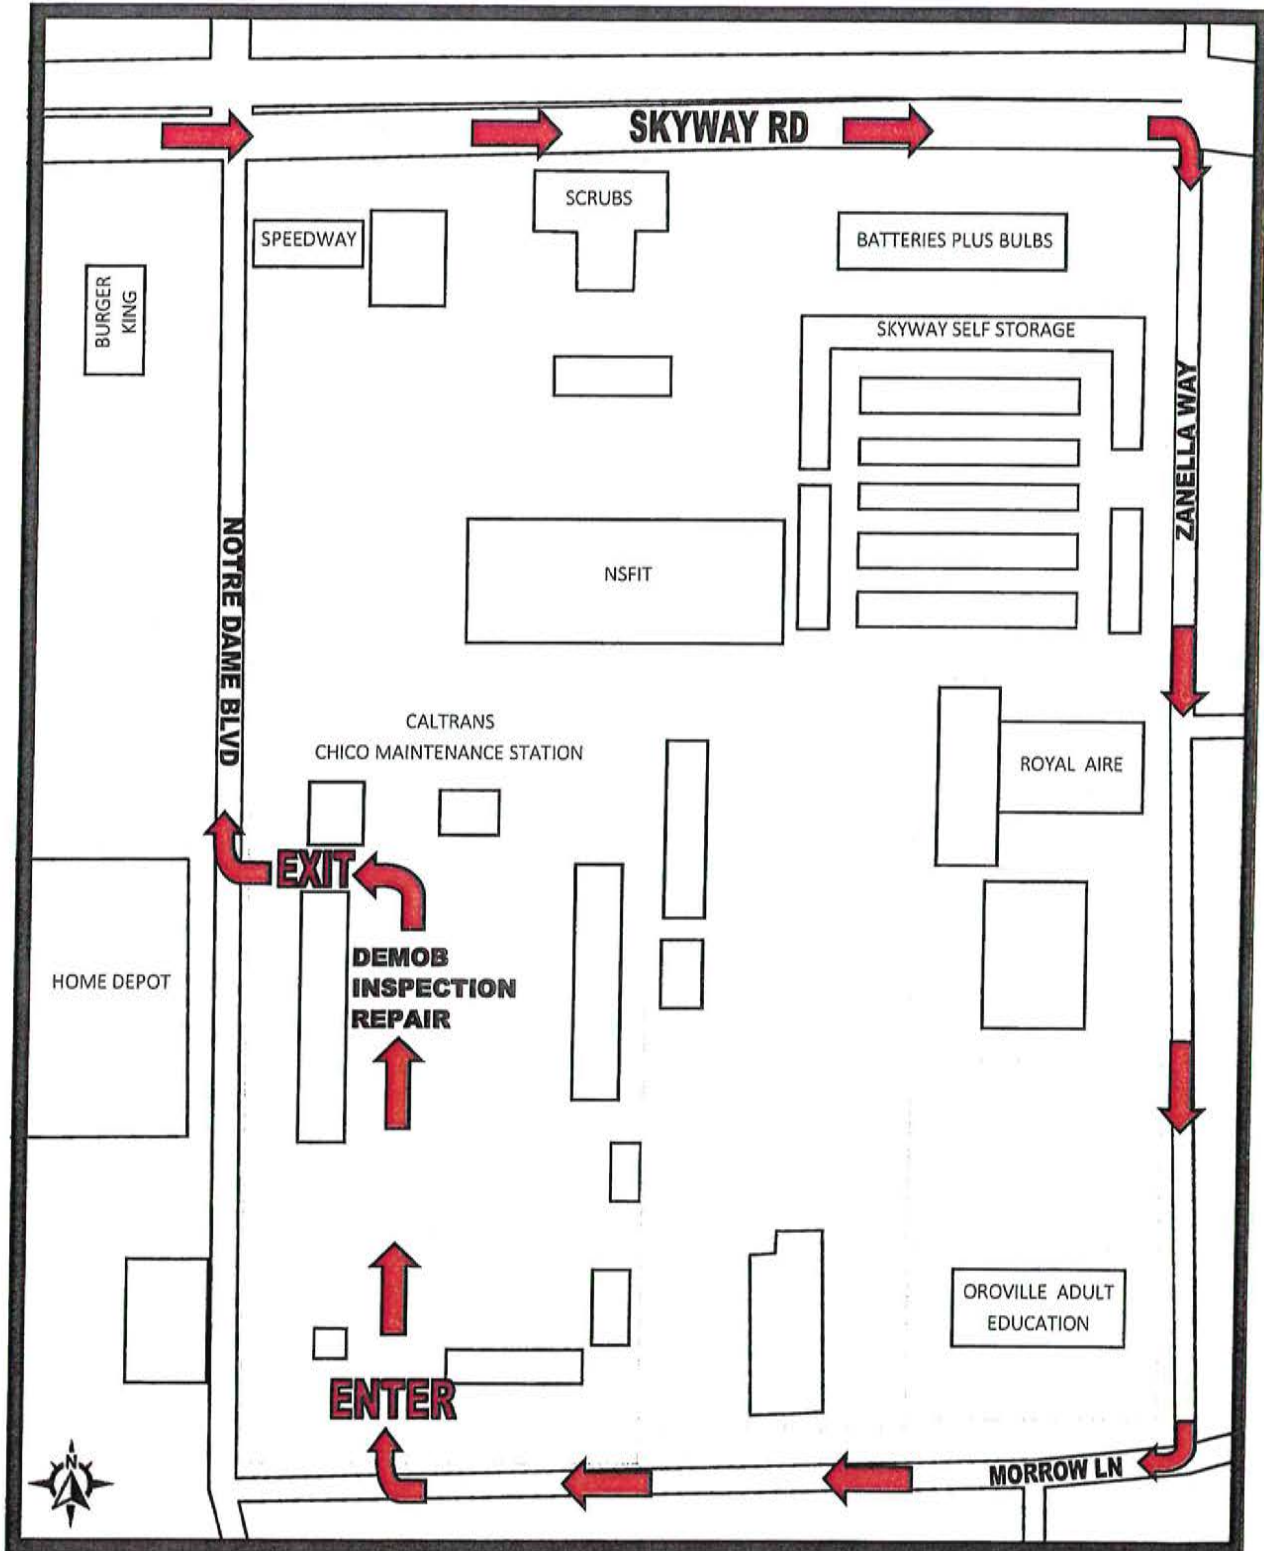 SKYWAY RD
SCRUBS
SPEEDWAY
BATTERIES PLUS BULBS
BURGER
KING
SKYWAY SELF STORAGE
ZANELLA WAY
NOTRE DAME BLVD
NSFIT
CALTRANS
CHICO MAINTENANCE STATION
ROYAL AIRE
EXIT
HOME DEPOT
DEMOB
INSPECTION
REPAIR
OROVILLE ADULT
EDUCATION
ENTER
MORROW LN
N